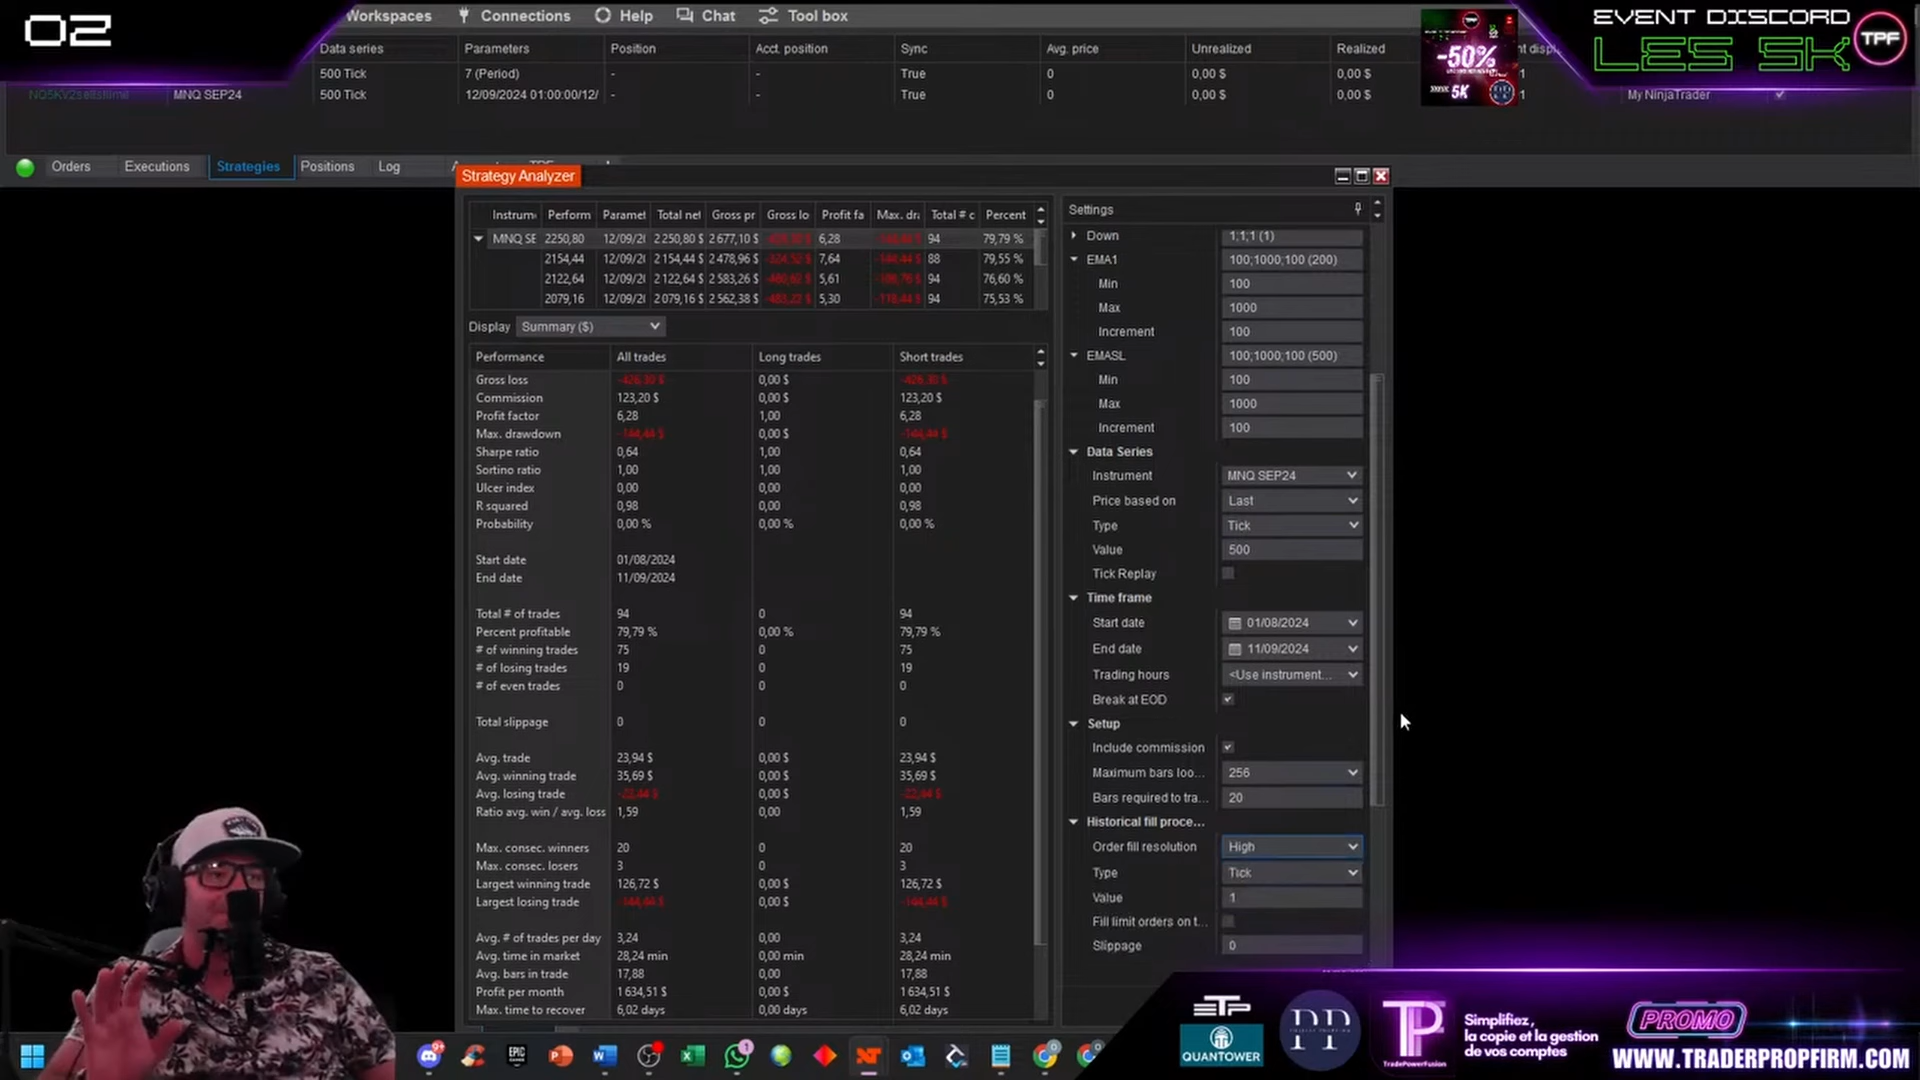 02
Workspaces Connections Help Chat Tool box
EVENT DISCORD
LES 5K
TPF
-50%
5K
Data series Parameters Position Acct. position Sync Avg. price Unrealized Realized
500 Tick 7 (Period) - - True 0 0,00 $ 0,00 $
MNQ SEP24 500 Tick 12/09/2024 01:00:00/12/ - - True 0 0,00 $ 0,00 $ 1 My NinjaTrader
Orders Executions Strategies Positions Log
Strategy Analyzer
Instrum Perform Paramet Total net Gross pr Gross lo Profit fa Max. dra Total # c Percent
MNQ SE 2250,80 12/09/2( 2 250,80 $ 2 677,10 $ 6,28 94 79,79 %
2154,44 12/09/2( 2 154,44 $ 2 478,96 $ 7,64 88 79,55 %
2122,64 12/09/2( 2 122,64 $ 2 583,26 $ 5,61 94 76,60 %
2079,16 12/09/2( 2 079,16 $ 2 562,38 $ 5,30 94 75,53 %
Display Summary ($)
Performance All trades Long trades Short trades
Gross loss -426,30 $ 0,00 $ -426,30 $
Commission 123,20 $ 0,00 $ 123,20 $
Profit factor 6,28 1,00 6,28
Max. drawdown -144,44 $ 0,00 $ -144,44 $
Sharpe ratio 0,64 1,00 0,64
Sortino ratio 1,00 1,00 1,00
Ulcer index 0,00 0,00 0,00
R squared 0,98 0,00 0,98
Probability 0,00 % 0,00 % 0,00 %
Start date 01/08/2024
End date 11/09/2024
Total # of trades 94 0 94
Percent profitable 79,79 % 0,00 % 79,79 %
# of winning trades 75 0 75
# of losing trades 19 0 19
# of even trades 0 0 0
Total slippage 0 0 0
Avg. trade 23,94 $ 0,00 $ 23,94 $
Avg. winning trade 35,69 $ 0,00 $ 35,69 $
Avg. losing trade -22,44 $ 0,00 $ -22,44 $
Ratio avg. win / avg. loss 1,59 0,00 1,59
Max. consec. winners 20 0 20
Max. consec. losers 3 0 3
Largest winning trade 126,72 $ 0,00 $ 126,72 $
Largest losing trade -144,44 $ 0,00 $ -144,44 $
Avg. # of trades per day 3,24 0,00 3,24
Avg. time in market 28,24 min 0,00 min 28,24 min
Avg. bars in trade 17,88 0,00 17,88
Profit per month 1 634,51 $ 0,00 $ 1 634,51 $
Max. time to recover 6,02 days 0,00 days 6,02 days
Settings
Down 1;1;1 (1)
EMA1 100;1000;100 (200)
Min 100
Max 1000
Increment 100
EMASL 100;1000;100 (500)
Min 100
Max 1000
Increment 100
Data Series
Instrument MNQ SEP24
Price based on Last
Type Tick
Value 500
Tick Replay
Time frame
Start date 01/08/2024
End date 11/09/2024
Trading hours <Use instrument...
Break at EOD
Setup
Include commission
Maximum bars loo... 256
Bars required to tra... 20
Historical fill proce...
Order fill resolution High
Type Tick
Value 1
Fill limit orders on t...
Slippage 0
QUANTOWER
TradePowerFusion
Simplifiez,
la copie et la gestion
de vos comptes
PROMO
WWW.TRADERPROPFIRM.COM